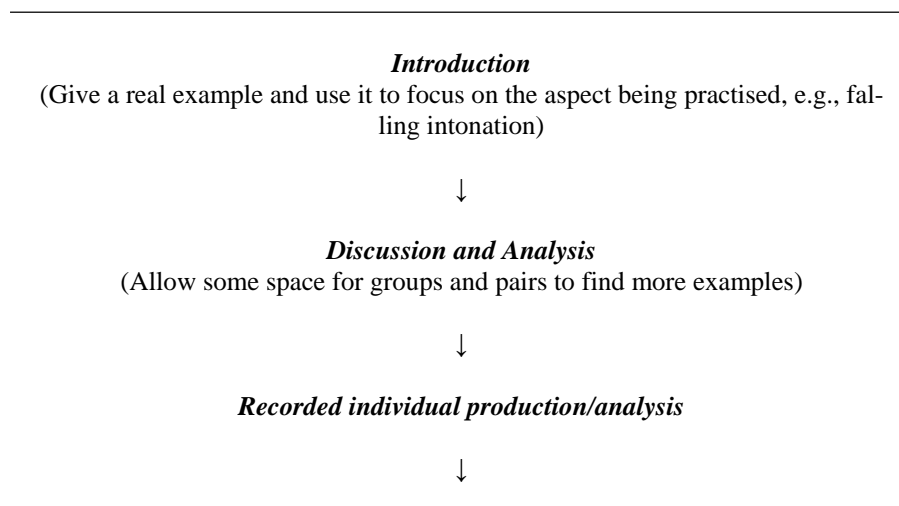 Introduction
(Give a real example and use it to focus on the aspect being practised, e.g., fal-
ling intonation)
↓
Discussion and Analysis
(Allow some space for groups and pairs to find more examples)
↓
Recorded individual production/analysis
↓